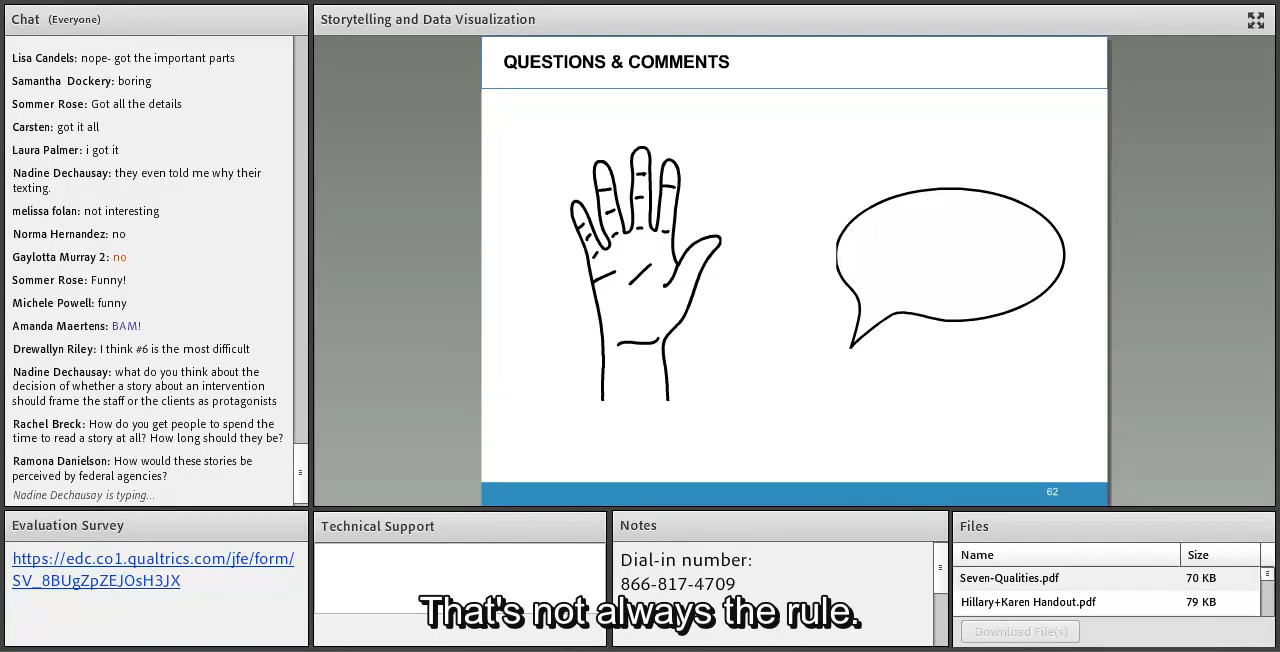 Chat (Everyone)
Lisa Candels: nope- got the important parts
Samantha Dockery: boring
Sommer Rose: Got all the details
Carsten: got it all
Laura Palmer: i got it
Nadine Dechausay: they even told me why their
texting.
melissa folan: not interesting
Norma Hernandez: no
Gaylotta Murray 2: no
Sommer Rose: Funny!
Michele Powell: funny
Amanda Maertens: BAM!
Drewallyn Riley: I think #6 is the most difficult
Nadine Dechausay: what do you think about the
decision of whether a story about an intervention
should frame the staff or the clients as protagonists
Rachel Breck: How do you get people to spend the
time to read a story at all? How long should they be?
Ramona Danielson: How would these stories be
perceived by federal agencies?
Nadine Dechausay is typing...
Storytelling and Data Visualization
QUESTIONS & COMMENTS
62
Evaluation Survey
https://edc.co1.qualtrics.com/jfe/form/
SV_8BUgZpZEJOsH3JX
Technical Support
Notes
Dial-in number:
866-817-4709
Files
Name Size
Seven-Qualities.pdf 70 KB
Hillary+Karen Handout.pdf 79 KB
Download File(s)
That's not always the rule.